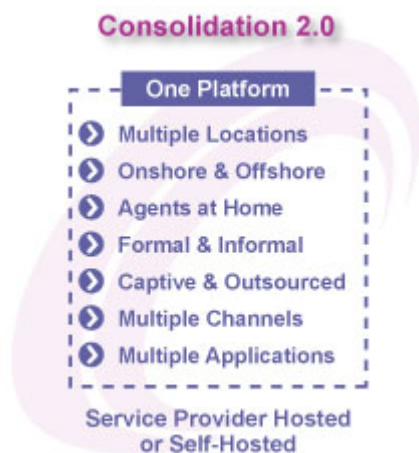 Consolidation 2.0
One Platform
Multiple Locations
Onshore & Offshore
Agents at Home
Formal & Informal
Captive & Outsourced
Multiple Channels
Multiple Applications
Service Provider Hosted
or Self-Hosted